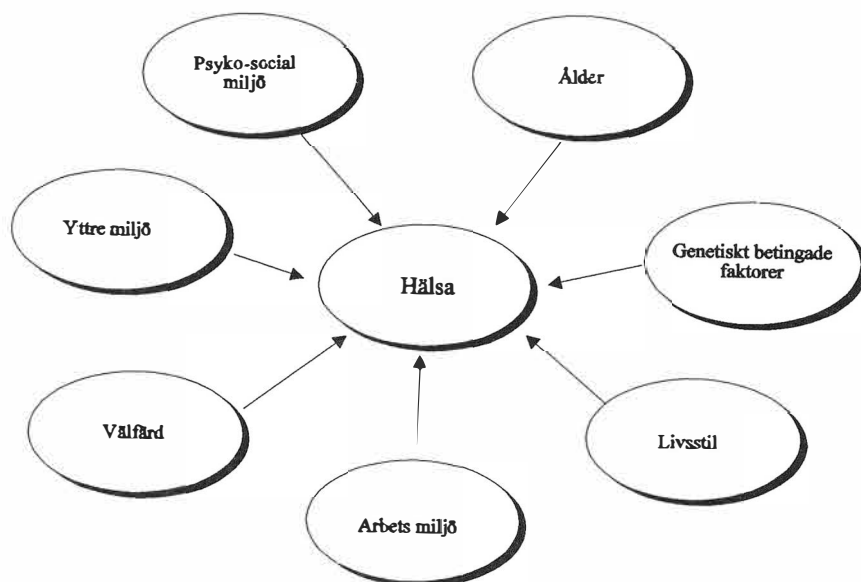 Psyko-social
miljö
Ålder
Yttre miljö
Genetiskt betingade
faktorer
Hälsa
Välfärd
Livsstil
Arbets miljö